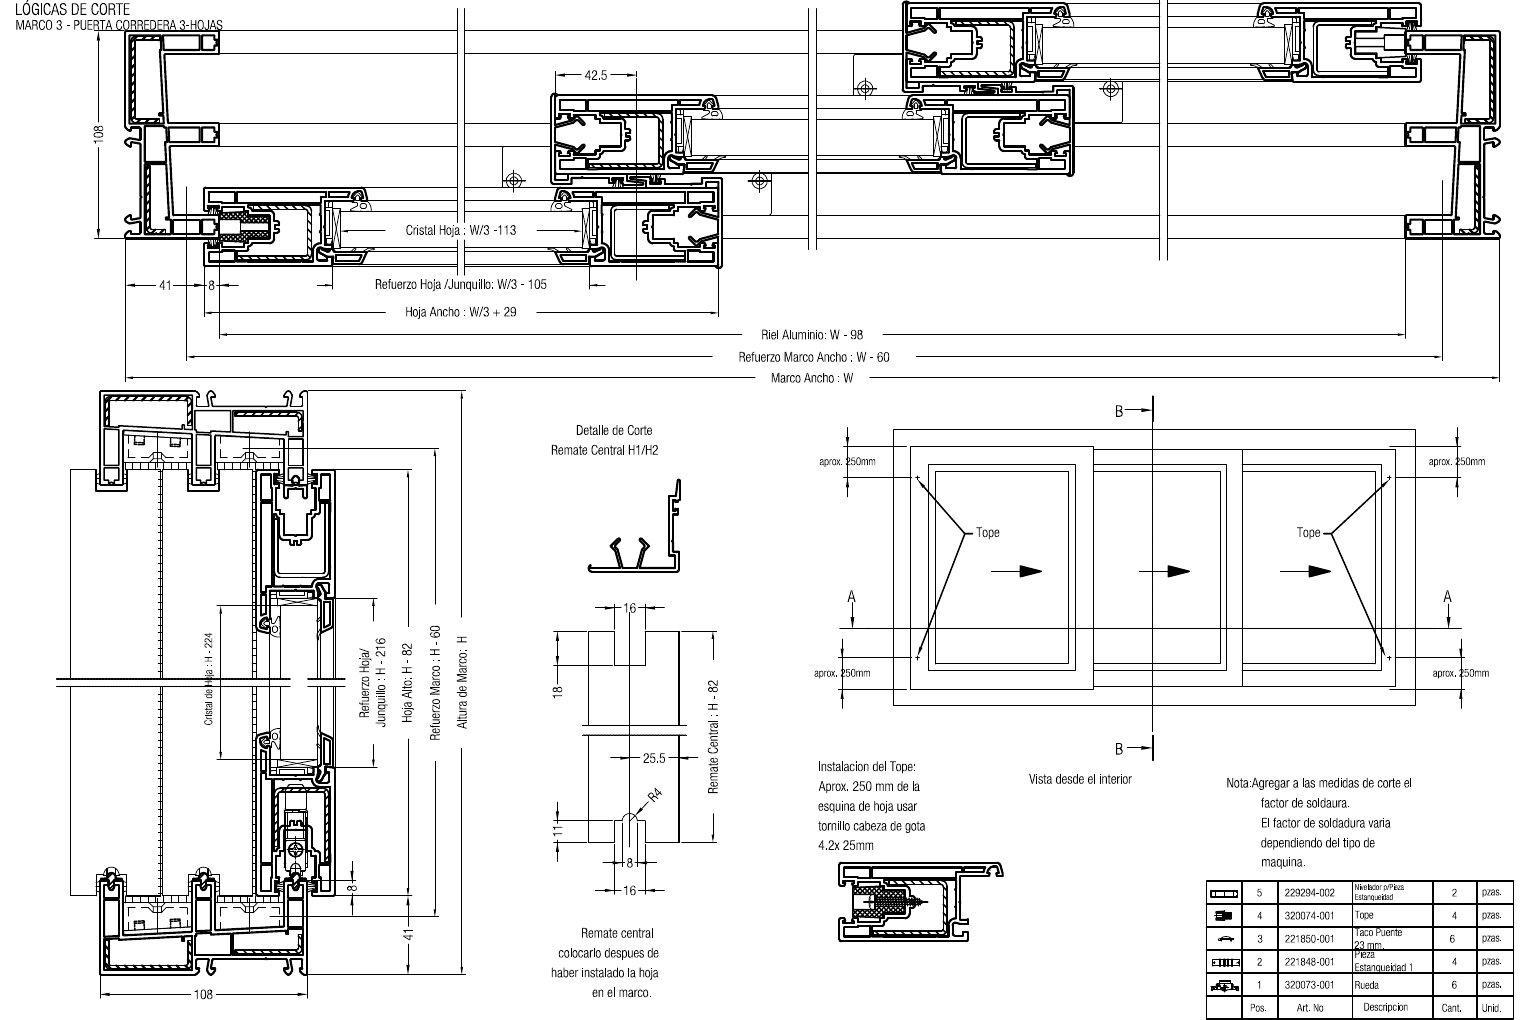 LÓGICAS DE CORTE
MARCO 3 - PUERTA CORREDERA 3-HOJAS
42.5
108
Cristal Hoja : W/3 -113
41
8
Refuerzo Hoja /Junquillo: W/3 - 105
Hoja Ancho : W/3 + 29
Riel Aluminio: W - 98
Refuerzo Marco Ancho : W - 60
Marco Ancho : W
Cristal de Hoja : H - 224
Refuerzo Hoja/
Junquillo : H - 216
Hoja Alto: H - 82
Refuerzo Marco : H - 60
Altura de Marco: H
8
41
108
Detalle de Corte
Remate Central H1/H2
16
18
25.5
Remate Central : H - 82
R4
11
8
16
Remate central
colocarlo despues de
haber instalado la hoja
en el marco.
B
aprox. 250mm
aprox. 250mm
Tope
Tope
A
A
aprox. 250mm
aprox. 250mm
B
Vista desde el interior
Instalacion del Tope:
Aprox. 250 mm de la
esquina de hoja usar
tornillo cabeza de gota
4.2x 25mm
Nota:Agregar a las medidas de corte el
factor de soldaura.
El factor de soldadura varia
dependiendo del tipo de
maquina.
5 229294-002 Nivelador p/Pieza Estanqueidad 2 pzas.
4 320074-001 Tope 4 pzas.
3 221850-001 Taco Puente 23 mm. 6 pzas.
2 221848-001 Pieza Estanqueidad 1 4 pzas.
1 320073-001 Rueda 6 pzas.
Pos. Art. No Descripcion Cant. Unid.